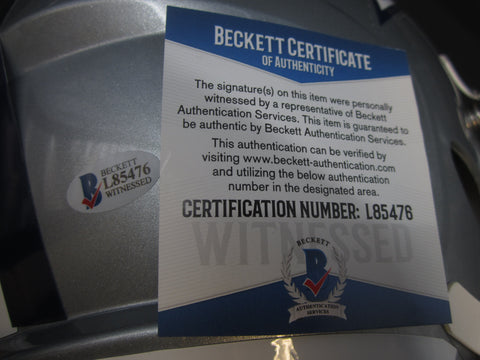 BECKETT CERTIFICATE
OF AUTHENTICITY
The signature(s) on this item were personally
witnessed by a representative of Beckett
Authentication Services. This item is guaranteed to
be authentic by Beckett Authentication Services.
This authentication can be verified by
visiting www.beckett-authentication.com
and utilizing the below authentication
number in the designated area.
CERTIFICATION NUMBER: L85476
WITNESSED
BECKETT
B
AUTHENTICATION
SERVICES
BECKETT
B L85476
WITNESSED